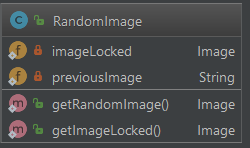 C RandomImage
f imageLocked Image
f previousImage String
m getRandomImage() Image
m getImageLocked() Image